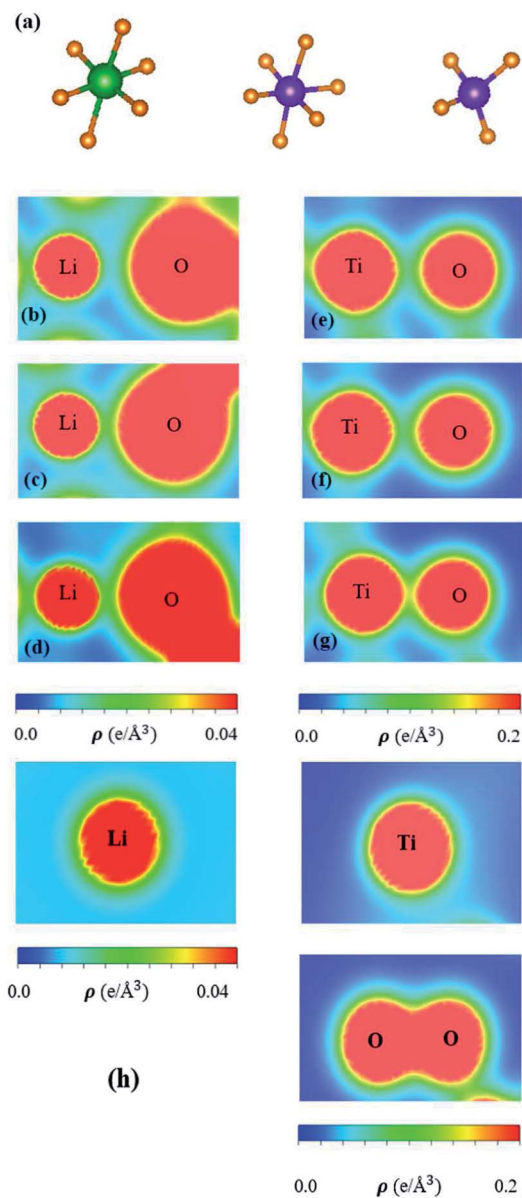 (a)
Li O
(b)
Ti O
(e)
Li O
(c)
Ti O
(f)
Li O
(d)
Ti O
(g)
0.0 ρ (e/Å³) 0.04
0.0 ρ (e/Å³) 0.2
Li
Ti
0.0 ρ (e/Å³) 0.04
O O
(h)
0.0 ρ (e/Å³) 0.2